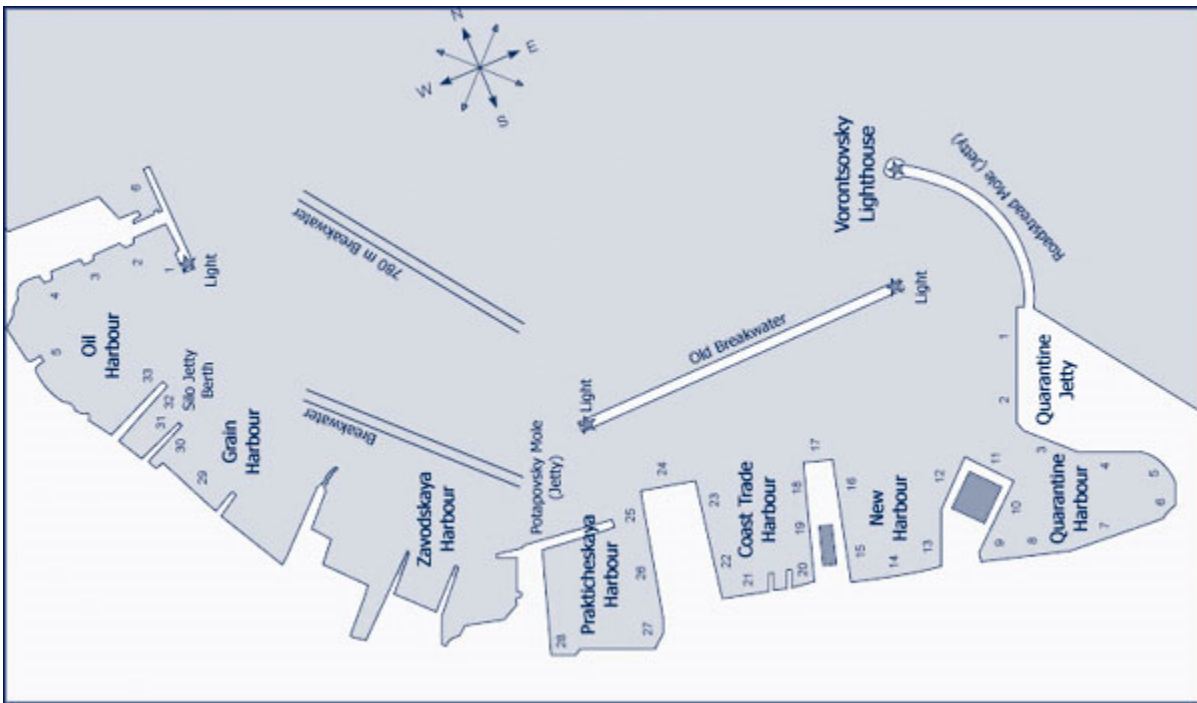 N
E
W
S
Vorontsovsky
Lighthouse
Roadstread Mole (Jetty)
6
1
2
3
4
5
Light
Oil
Harbour
780 m Breakwater
33
Silo Jetty
Berth
32
31
30
29
Grain
Harbour
Breakwater
Old Breakwater
Light
Light
Potapovsky Mole
(Jetty)
Zavodskaya
Harbour
Prakticheskaya
Harbour
28
27
26
25
24
23
22
21
20
19
18
17
Coast Trade
Harbour
16
15
14
13
12
New
Harbour
11
10
9
8
7
6
5
4
3
2
1
Quarantine
Harbour
Quarantine
Jetty